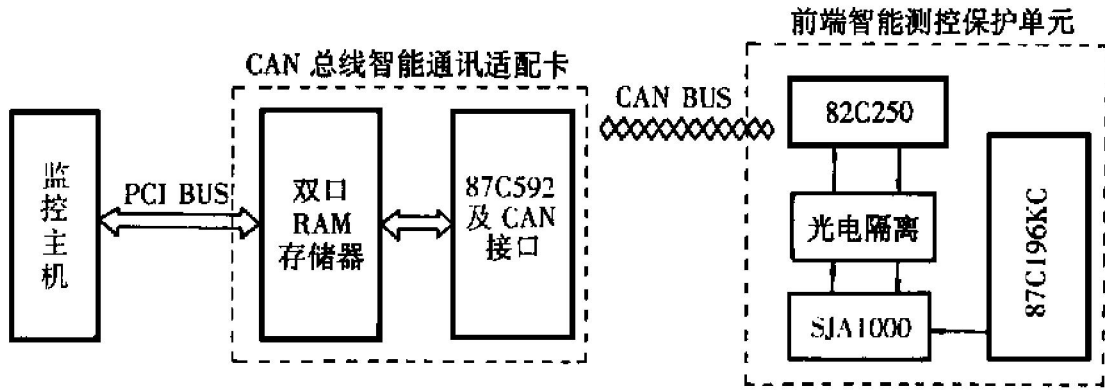 前端智能测控保护单元
CAN 总线智能通讯适配卡
CAN BUS
监
控
主
机
PCI BUS
双口
RAM
存储器
87C592
及 CAN
接口
82C250
光电隔离
SJA1000
87C196KC